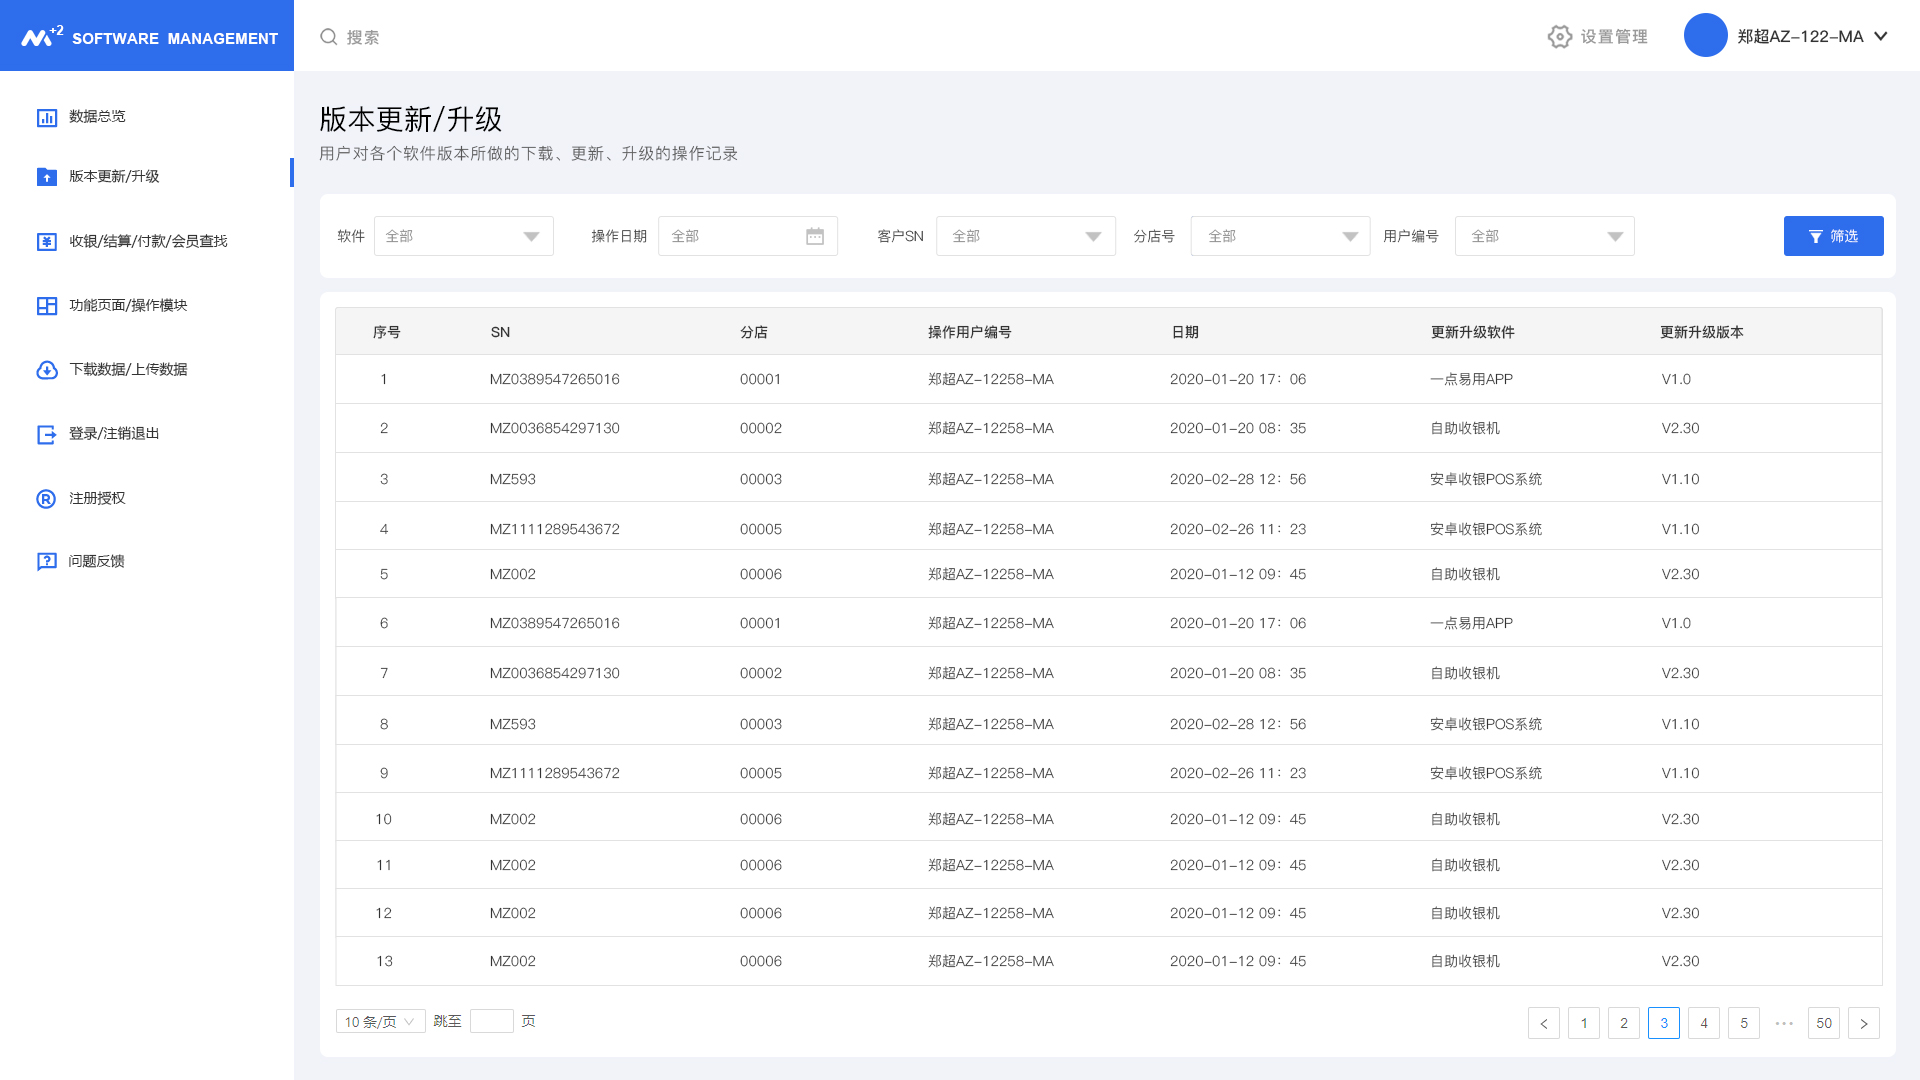 M+2 SOFTWARE MANAGEMENT
搜索
设置管理
郑超AZ-122-MA
数据总览
版本更新/升级
收银/结算/付款/会员查找
功能页面/操作模块
下载数据/上传数据
登录/注销退出
注册授权
问题反馈
版本更新/升级
用户对各个软件版本所做的下载、更新、升级的操作记录
软件 全部 操作日期 全部 客户SN 全部 分店号 全部 用户编号 全部 筛选
序号 SN 分店 操作用户编号 日期 更新升级软件 更新升级版本
1 MZ0389547265016 00001 郑超AZ-12258-MA 2020-01-20 17：06 一点易用APP V1.0
2 MZ0036854297130 00002 郑超AZ-12258-MA 2020-01-20 08：35 自助收银机 V2.30
3 MZ593 00003 郑超AZ-12258-MA 2020-02-28 12：56 安卓收银POS系统 V1.10
4 MZ1111289543672 00005 郑超AZ-12258-MA 2020-02-26 11：23 安卓收银POS系统 V1.10
5 MZ002 00006 郑超AZ-12258-MA 2020-01-12 09：45 自助收银机 V2.30
6 MZ0389547265016 00001 郑超AZ-12258-MA 2020-01-20 17：06 一点易用APP V1.0
7 MZ0036854297130 00002 郑超AZ-12258-MA 2020-01-20 08：35 自助收银机 V2.30
8 MZ593 00003 郑超AZ-12258-MA 2020-02-28 12：56 安卓收银POS系统 V1.10
9 MZ1111289543672 00005 郑超AZ-12258-MA 2020-02-26 11：23 安卓收银POS系统 V1.10
10 MZ002 00006 郑超AZ-12258-MA 2020-01-12 09：45 自助收银机 V2.30
11 MZ002 00006 郑超AZ-12258-MA 2020-01-12 09：45 自助收银机 V2.30
12 MZ002 00006 郑超AZ-12258-MA 2020-01-12 09：45 自助收银机 V2.30
13 MZ002 00006 郑超AZ-12258-MA 2020-01-12 09：45 自助收银机 V2.30
10 条/页 跳至 页 < 1 2 3 4 5 ••• 50 >